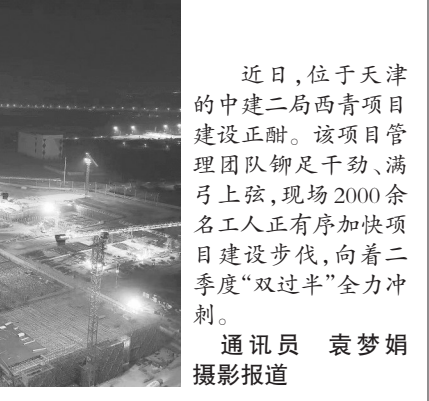 近日,位于天津
的中建二局西青项目
建设正酣。该项目管
理团队铆足干劲、满
弓上弦,现场2000余
名工人正有序加快项
目建设步伐,向着二
季度“双过半”全力冲
刺。
通讯员 袁梦娟
摄影报道